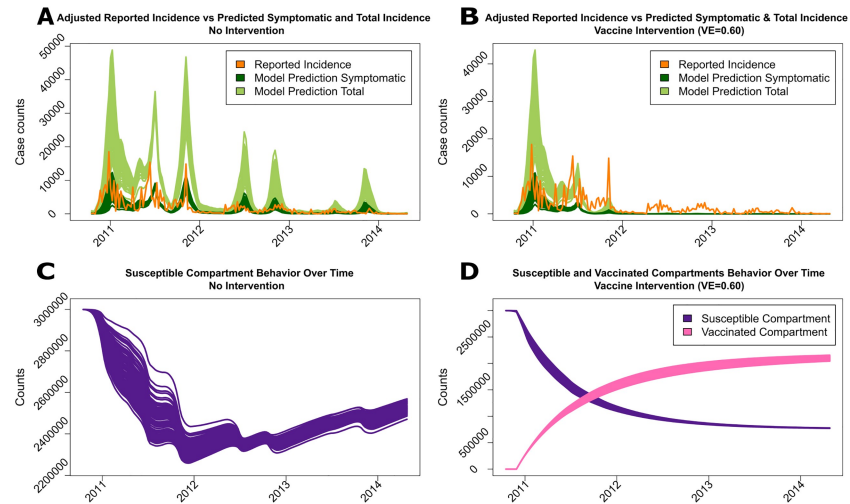 A
Adjusted Reported Incidence vs Predicted Symptomatic and Total Incidence
No Intervention
Reported Incidence
Model Prediction Symptomatic
Model Prediction Total
Case counts
50000
40000
30000
20000
10000
0
2011
2012
2013
2014
B
Adjusted Reported Incidence vs Predicted Symptomatic & Total Incidence
Vaccine Intervention (VE=0.60)
Reported Incidence
Model Prediction Symptomatic
Model Prediction Total
Case counts
40000
30000
20000
10000
0
2011
2012
2013
2014
C
Susceptible Compartment Behavior Over Time
No Intervention
Counts
3000000
2800000
2600000
2400000
2200000
2011
2012
2013
2014
D
Susceptible and Vaccinated Compartments Behavior Over Time
Vaccine Intervention (VE=0.60)
Susceptible Compartment
Vaccinated Compartment
Counts
2500000
1500000
500000
0
2011
2012
2013
2014